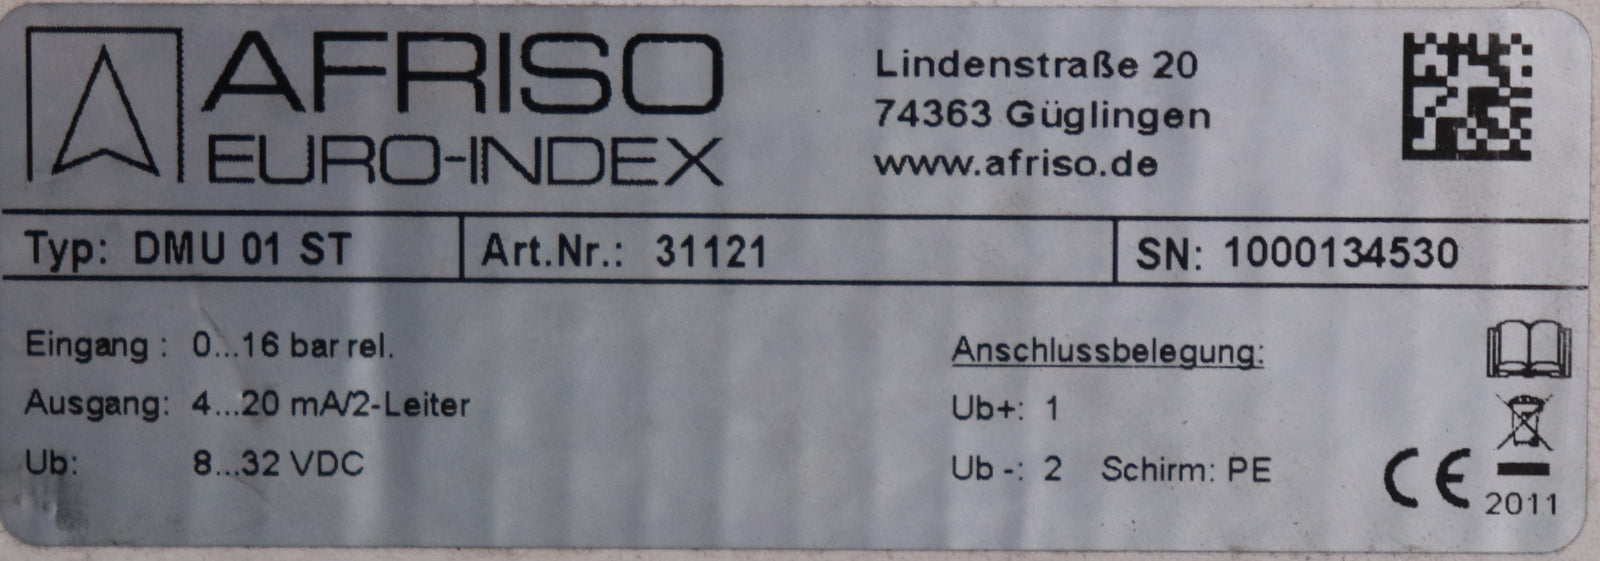 AFRISO
EURO-INDEX
Lindenstraße 20
74363 Güglingen
www.afriso.de
Typ: DMU 01 ST
Art.Nr.: 31121
SN: 1000134530
Eingang : 0...16 bar rel.
Ausgang: 4...20 mA/2-Leiter
Ub: 8...32 VDC
Anschlussbelegung:
Ub+: 1
Ub -: 2 Schirm: PE
CE
2011